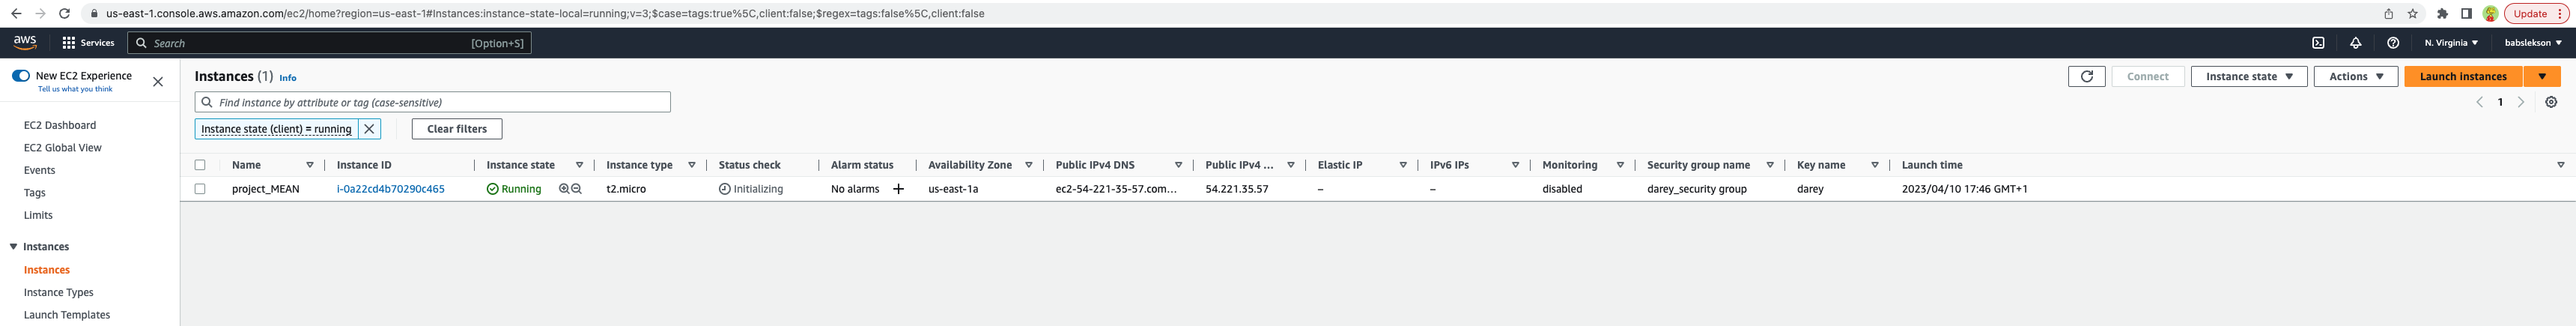 us-east-1.console.aws.amazon.com/ec2/home?region=us-east-1#Instances:instance-state-local=running;v=3;$case=tags:true%5C,client:false;$regex=tags:false%5C,client:false
Update
aws
Services
Search
[Option+S]
N. Virginia
babslekson
New EC2 Experience
Tell us what you think
EC2 Dashboard
EC2 Global View
Events
Tags
Limits
Instances
Instances
Instance Types
Launch Templates
Instances (1) Info
Connect
Instance state
Actions
Launch instances
Find instance by attribute or tag (case-sensitive)
1
Instance state (client) = running
Clear filters
Name Instance ID Instance state Instance type Status check Alarm status Availability Zone Public IPv4 DNS Public IPv4 ... Elastic IP IPv6 IPs Monitoring Security group name Key name Launch time
project_MEAN i-0a22cd4b70290c465 Running t2.micro Initializing No alarms us-east-1a ec2-54-221-35-57.com... 54.221.35.57 – – disabled darey_security group darey 2023/04/10 17:46 GMT+1